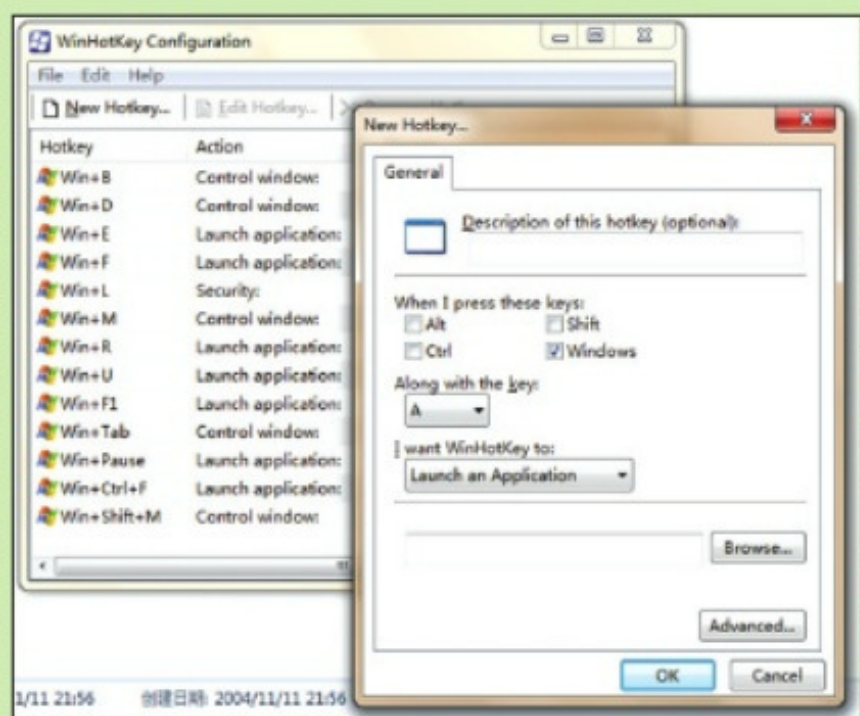 WinHotKey Configuration
File Edit Help
New Hotkey... Edit Hotkey...
Hotkey Action
Win+B Control window:
Win+D Control window:
Win+E Launch application:
Win+F Launch application:
Win+L Security:
Win+M Control window:
Win+R Launch application:
Win+U Launch application:
Win+F1 Launch application:
Win+Tab Control window:
Win+Pause Launch application:
Win+Ctrl+F Launch application:
Win+Shift+M Control window:
New Hotkey...
General
Description of this hotkey (optional):
When I press these keys:
Alt Shift
Ctrl Windows
Along with the key:
A
I want WinHotKey to:
Launch an Application
Browse...
Advanced...
OK Cancel
1/11 21:56 创建日期: 2004/11/11 21:56